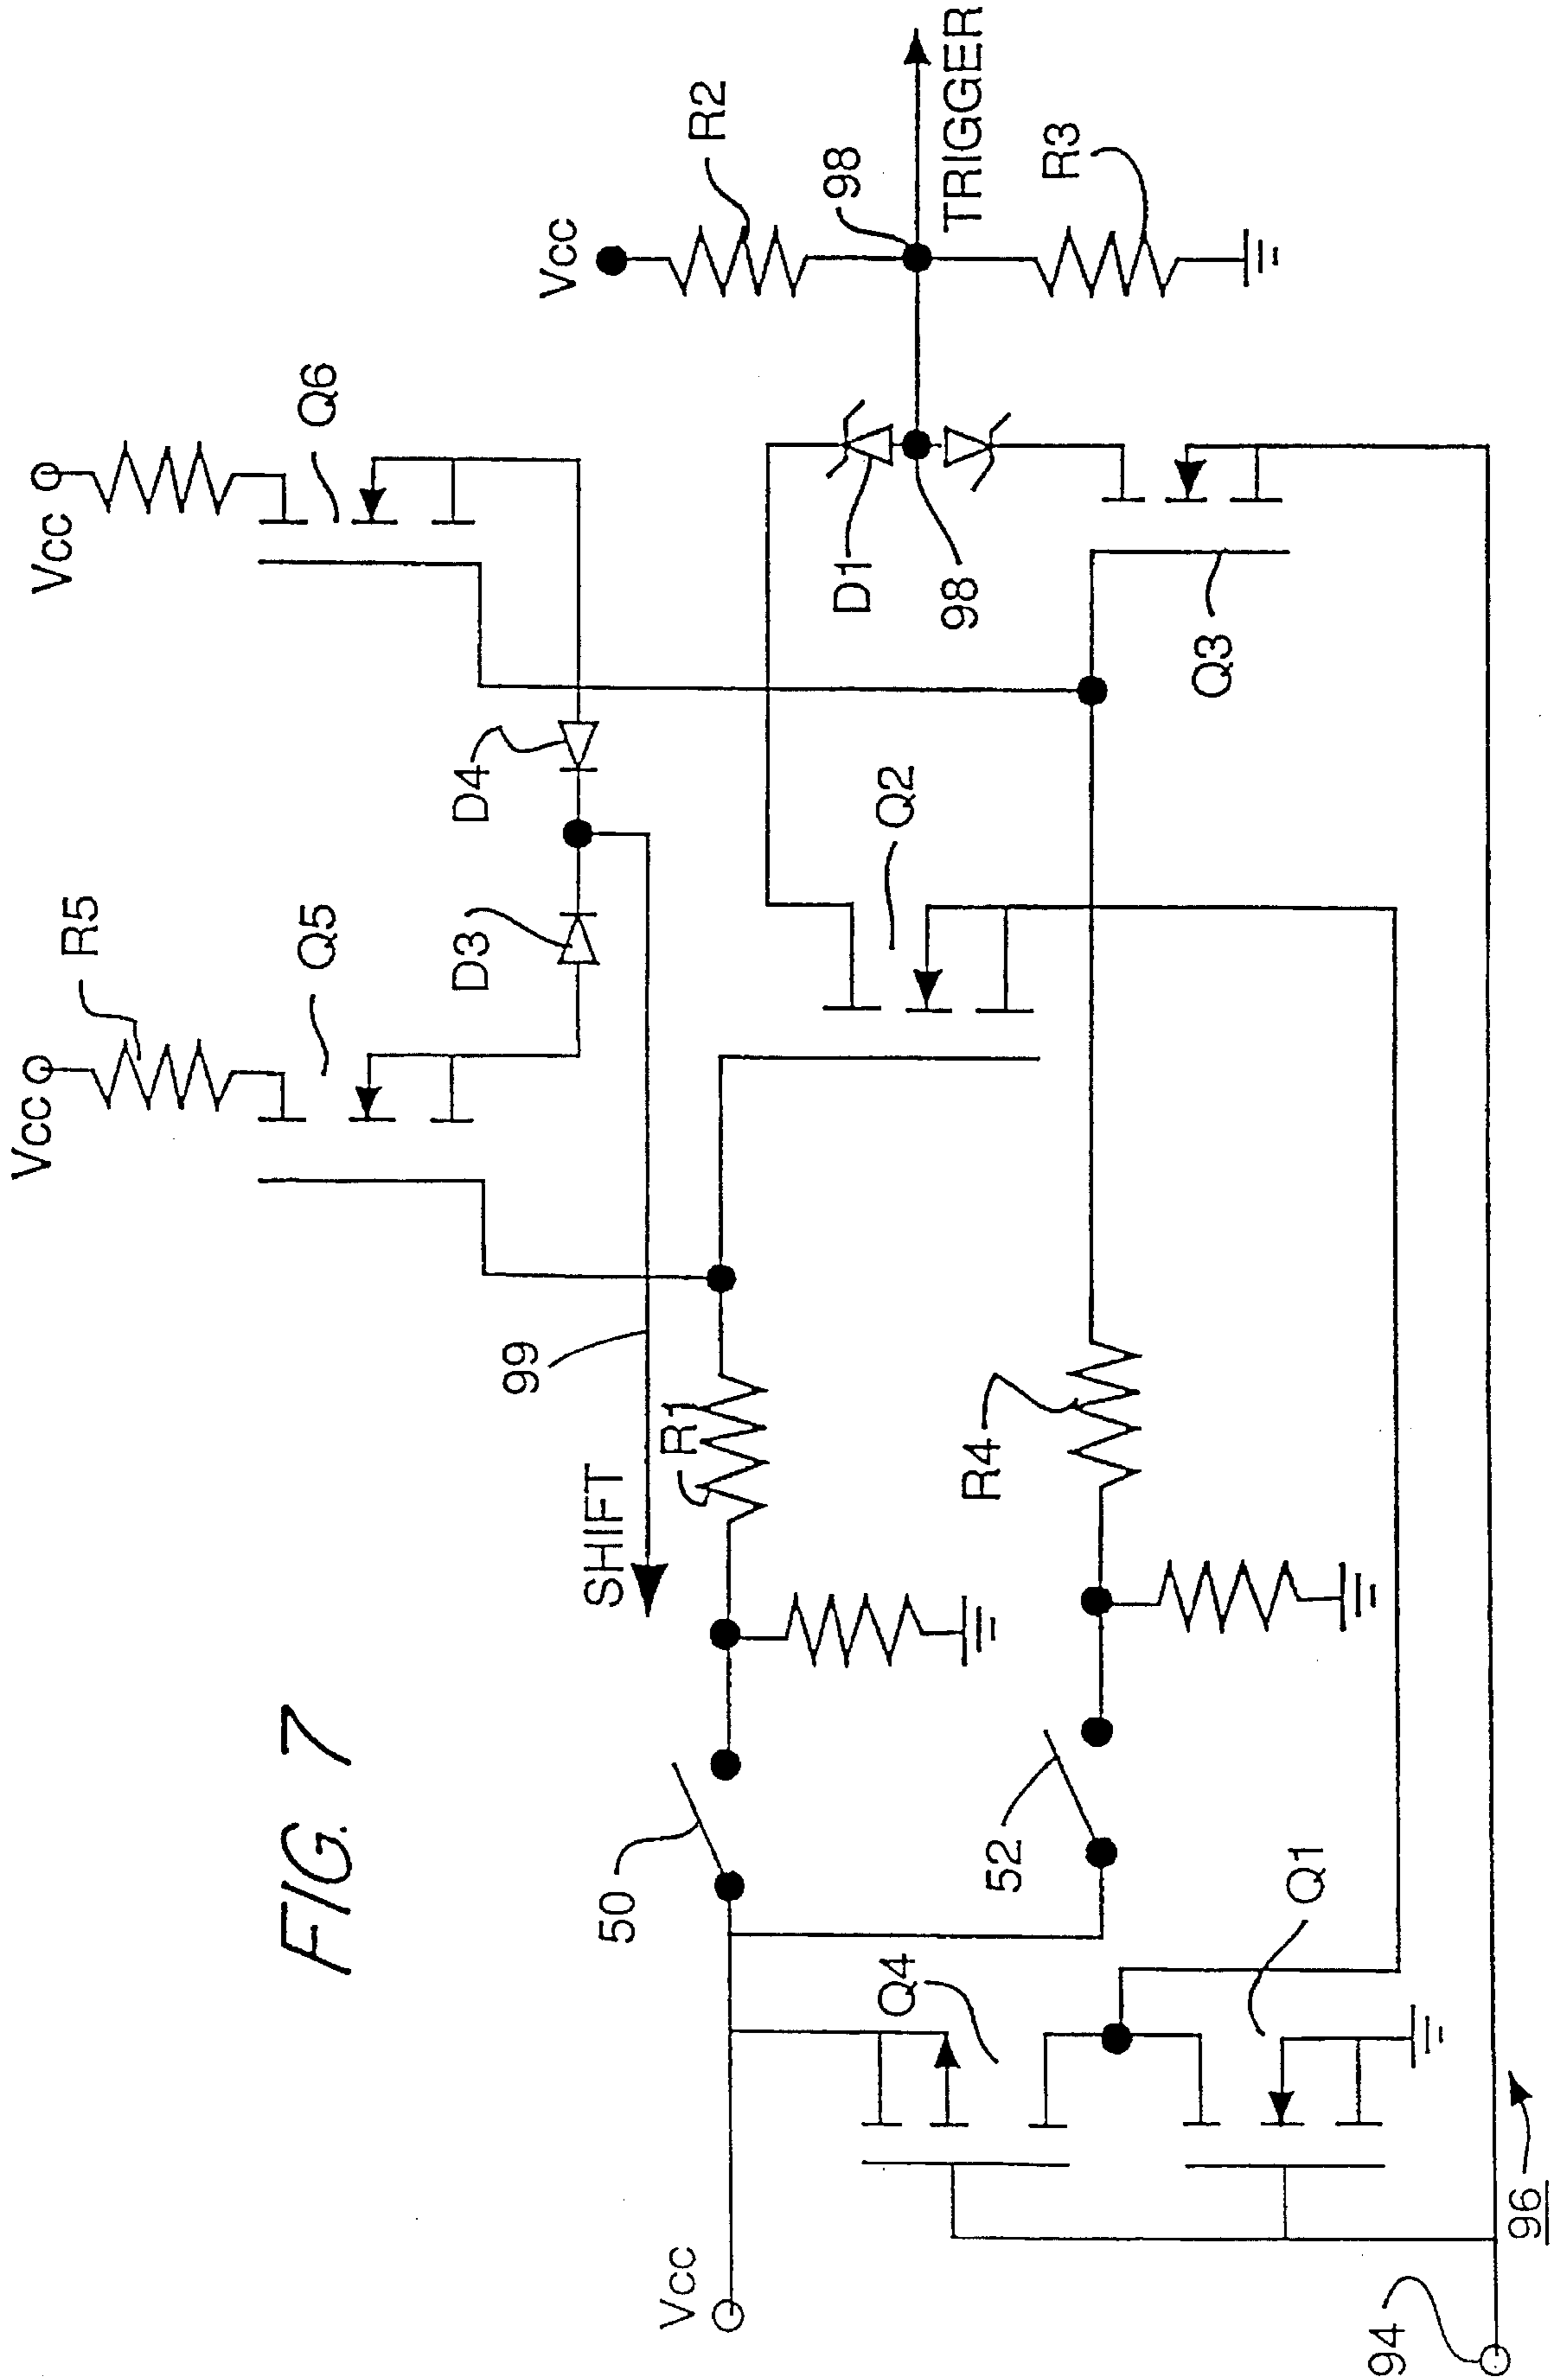 FIG. 7
Vcc
R5
Q5
Vcc
Q6
D3
D4
Vcc
R2
99
SHIFT
R1
50
Q2
D1
98
98
TRIGGER
R3
R4
52
Q3
Vcc
Q4
Q1
94
96